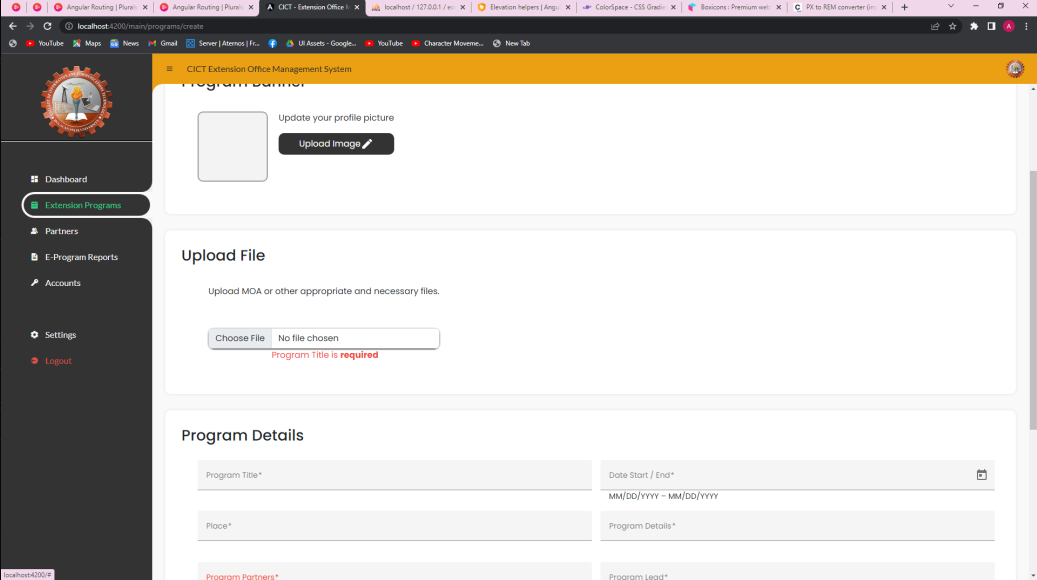 Angular Routing | Plurals
Angular Routing | Plurals
CICT - Extension Office M
localhost / 127.0.0.1 / ex
Elevation helpers | Angu
ColorSpace - CSS Gradie
Boxicons : Premium web
PX to REM converter (in
localhost:4200/main/programs/create
A
YouTube
Maps
News
Gmail
Server | Aternos | Fr...
UI Assets - Google...
YouTube
Character Moveme...
New Tab
CICT Extension Office Management System
Program Banner
Update your profile picture
Upload Image
Dashboard
Extension Programs
Partners
E-Program Reports
Accounts
Settings
Logout
Upload File
Upload MOA or other appropriate and necessary files.
Choose File No file chosen
Program Title is required
Program Details
Program Title*
Date Start / End*
MM/DD/YYYY – MM/DD/YYYY
Place*
Program Details*
Program Partners*
Program Lead*
localhost:4200/#